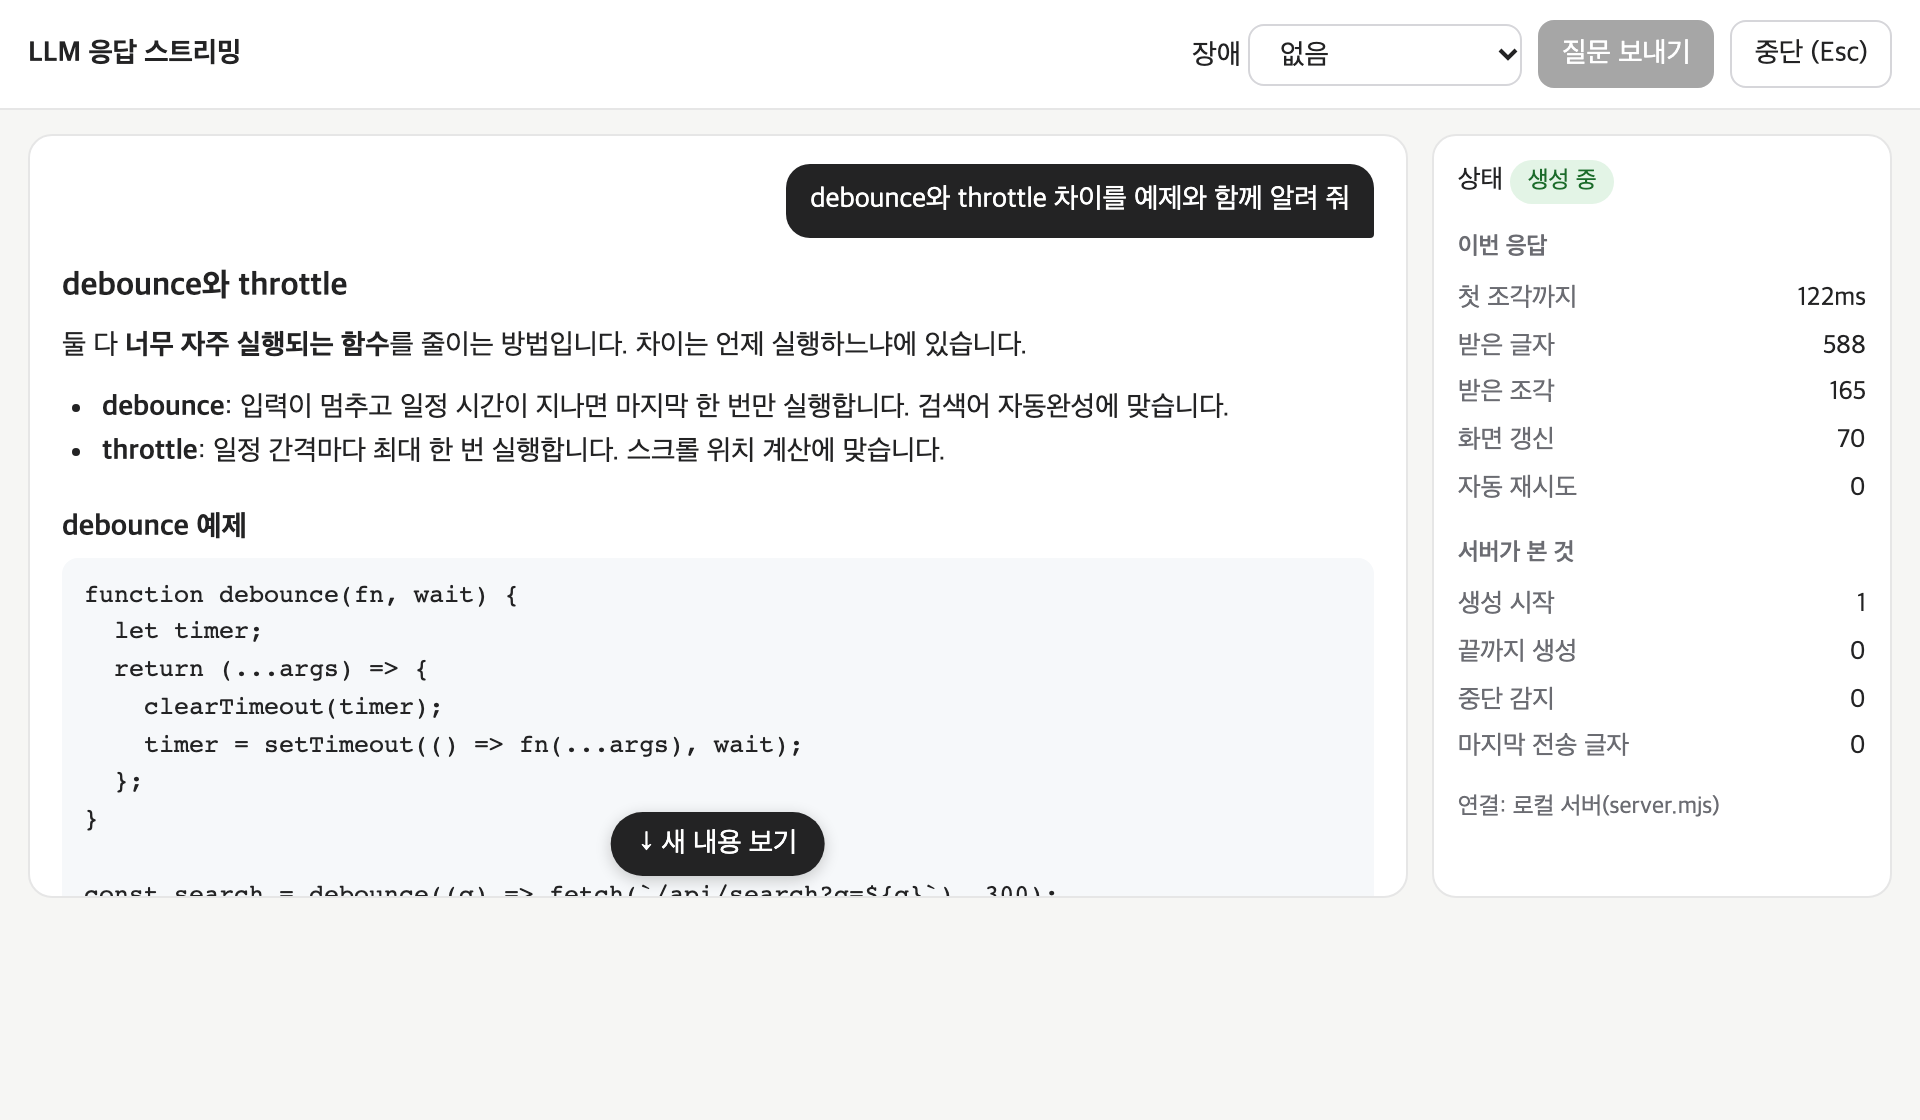 LLM 응답 스트리밍
장애 없음 질문 보내기 중단 (Esc)
debounce와 throttle 차이를 예제와 함께 알려 줘
debounce와 throttle
둘 다 너무 자주 실행되는 함수를 줄이는 방법입니다. 차이는 언제 실행하느냐에 있습니다.
• debounce: 입력이 멈추고 일정 시간이 지나면 마지막 한 번만 실행합니다. 검색어 자동완성에 맞습니다.
• throttle: 일정 간격마다 최대 한 번 실행합니다. 스크롤 위치 계산에 맞습니다.
debounce 예제
function debounce(fn, wait) {
  let timer;
  return (...args) => {
    clearTimeout(timer);
    timer = setTimeout(() => fn(...args), wait);
  };
}
const search = debounce((q) => fetch(`/api/search?q=${q}`), 300);
↓ 새 내용 보기
상태 생성 중
이번 응답
첫 조각까지 122ms
받은 글자 588
받은 조각 165
화면 갱신 70
자동 재시도 0
서버가 본 것
생성 시작 1
끝까지 생성 0
중단 감지 0
마지막 전송 글자 0
연결: 로컬 서버(server.mjs)